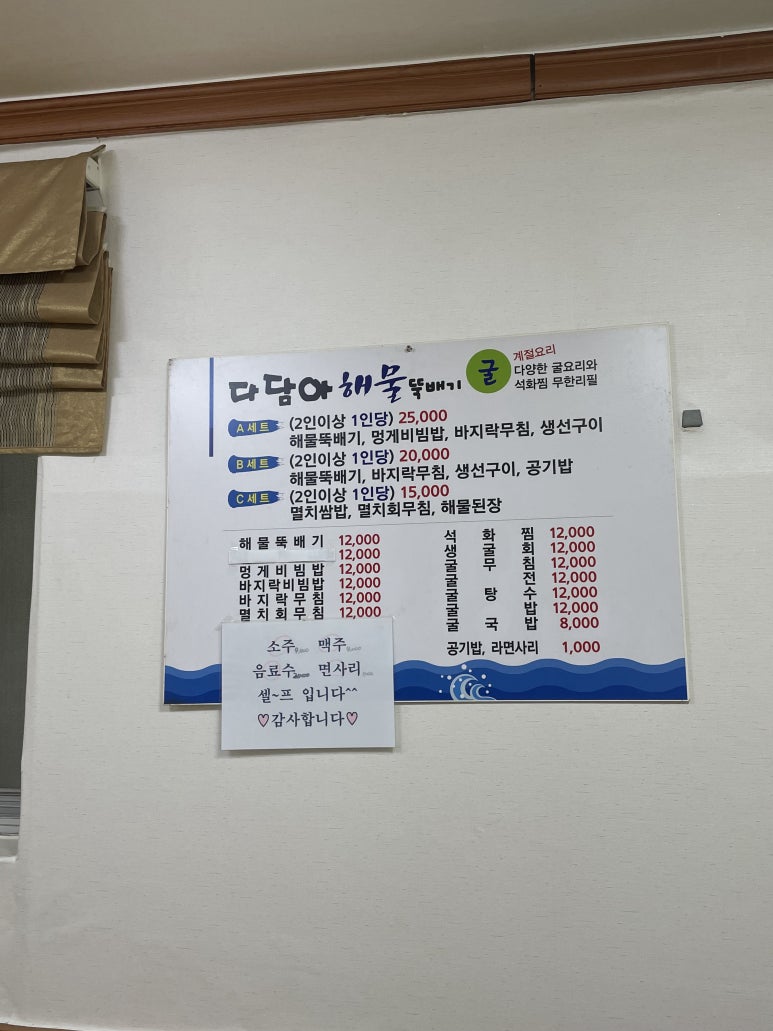 다담아 해물뚝배기
굴
계절요리
다양한 굴요리와
석화찜 무한리필
A 세트 (2인이상 1인당) 25,000
해물뚝배기, 멍게비빔밥, 바지락무침, 생선구이
B 세트 (2인이상 1인당) 20,000
해물뚝배기, 바지락무침, 생선구이, 공기밥
C 세트 (2인이상 1인당) 15,000
멸치쌈밥, 멸치회무침, 해물된장
해물뚝배기 12,000
12,000
멍게비빔밥 12,000
바지락비빔밥 12,000
바지락무침 12,000
멸치회무침 12,000
석화찜 12,000
생굴회 12,000
굴무침 12,000
굴전 12,000
굴탕수 12,000
굴밥 12,000
굴국밥 8,000
공기밥, 라면사리 1,000
소주 맥주
음료수 면사리
셀~프 입니다^^
♡감사합니다♡